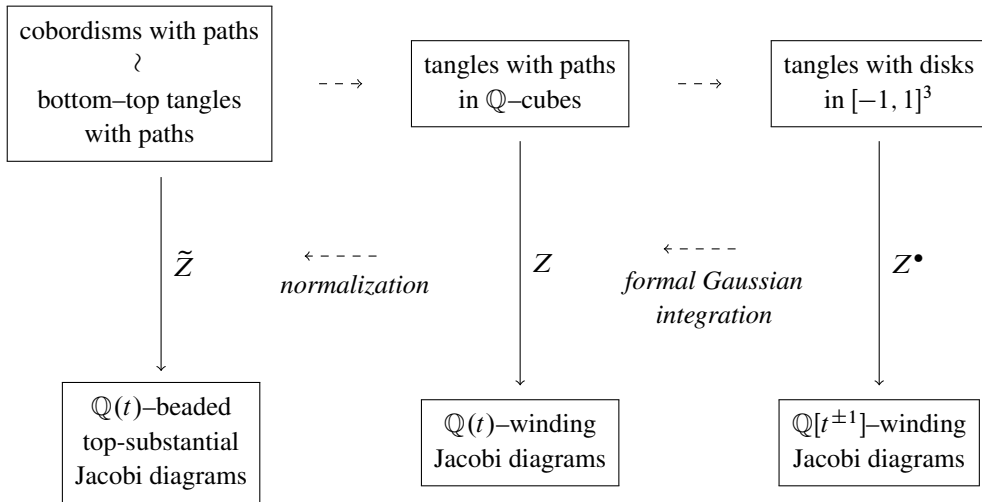 cobordisms with paths
≀
bottom–top tangles
with paths
tangles with paths
in ℚ–cubes
tangles with disks
in [−1, 1]³
Z̃
normalization
Z
formal Gaussian
integration
Z•
ℚ(t)–beaded
top-substantial
Jacobi diagrams
ℚ(t)–winding
Jacobi diagrams
ℚ[t^{±1}]–winding
Jacobi diagrams